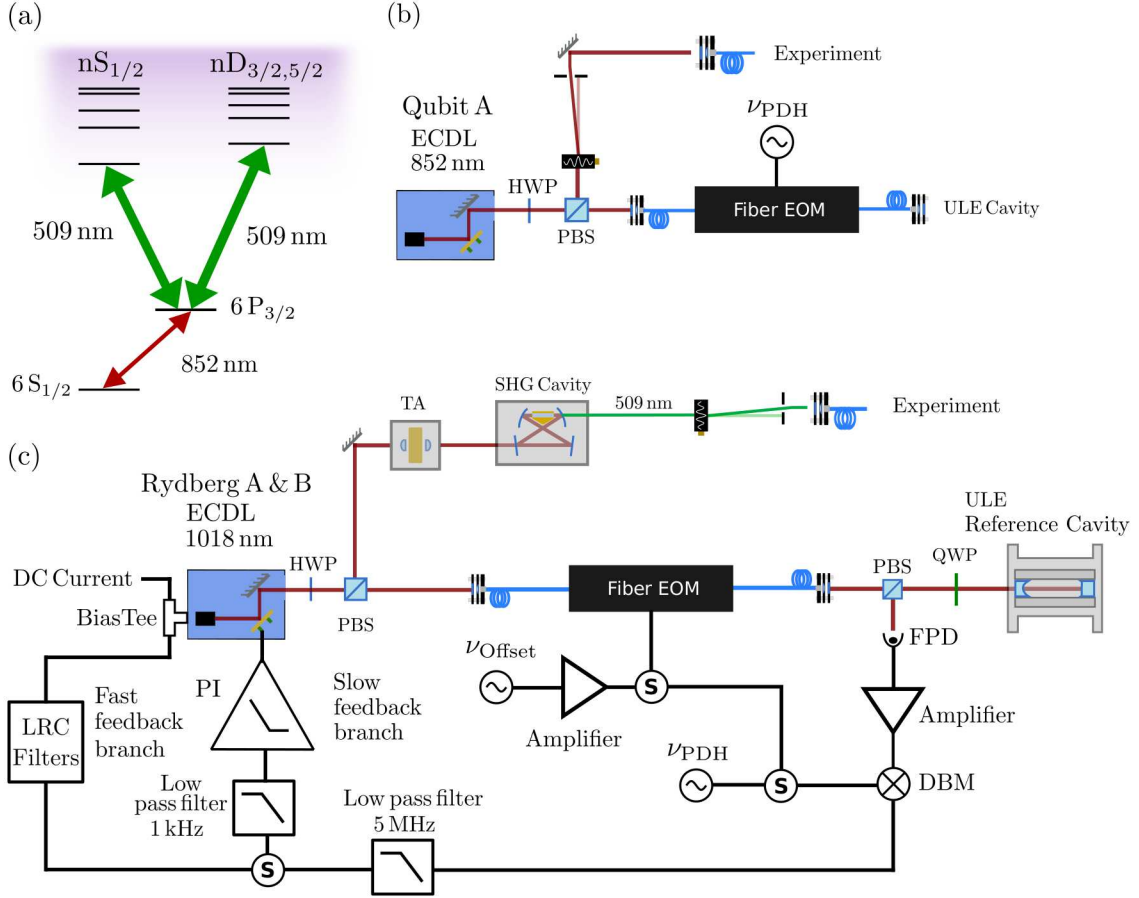 (a)
nS1/2
nD3/2,5/2
509 nm
509 nm
6 P3/2
852 nm
6 S1/2
(b)
Experiment
Qubit A
ECDL
852 nm
νPDH
HWP
PBS
Fiber EOM
ULE Cavity
(c)
SHG Cavity
TA
509 nm
Experiment
Rydberg A & B
ECDL
1018 nm
ULE
Reference Cavity
HWP
PBS
QWP
DC Current
BiasTee
PBS
Fiber EOM
FPD
νOffset
S
Amplifier
Amplifier
PI
Slow
feedback
branch
Fast
feedback
branch
LRC
Filters
νPDH
S
DBM
Low
pass filter
1 kHz
Low pass filter
5 MHz
S